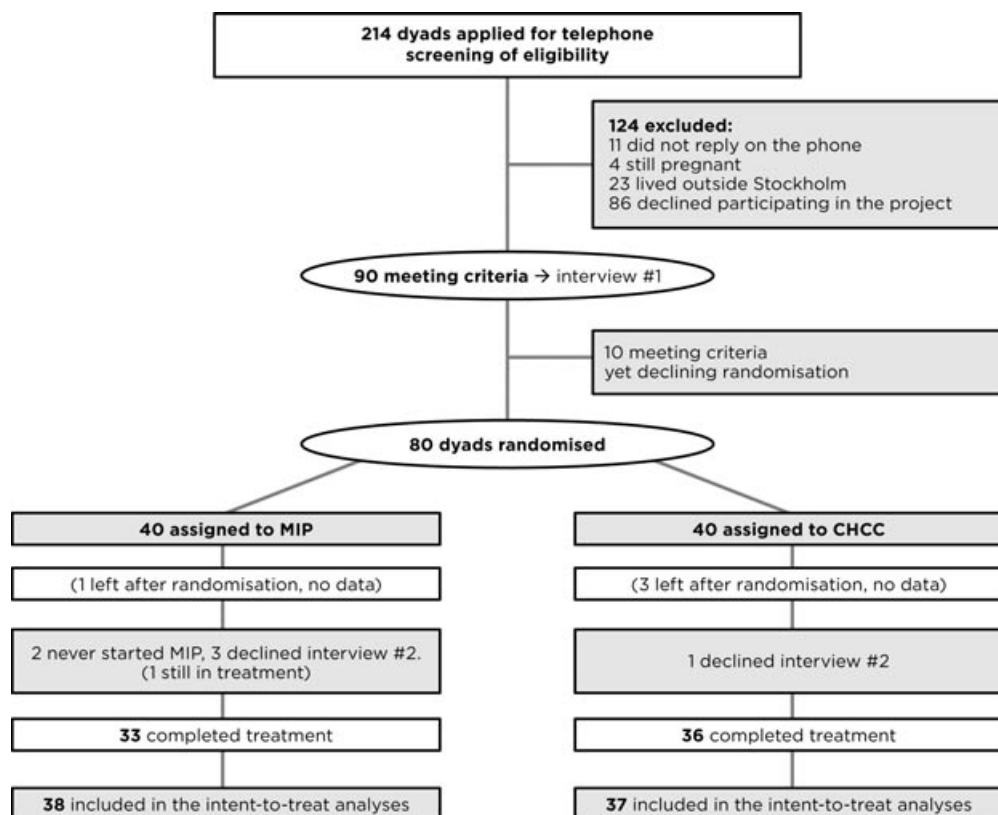 214 dyads applied for telephone
screening of eligibility
124 excluded:
11 did not reply on the phone
4 still pregnant
23 lived outside Stockholm
86 declined participating in the project
90 meeting criteria → interview #1
10 meeting criteria
yet declining randomisation
80 dyads randomised
40 assigned to MIP
(1 left after randomisation, no data)
2 never started MIP, 3 declined interview #2.
(1 still in treatment)
33 completed treatment
38 included in the intent-to-treat analyses
40 assigned to CHCC
(3 left after randomisation, no data)
1 declined interview #2
36 completed treatment
37 included in the intent-to-treat analyses